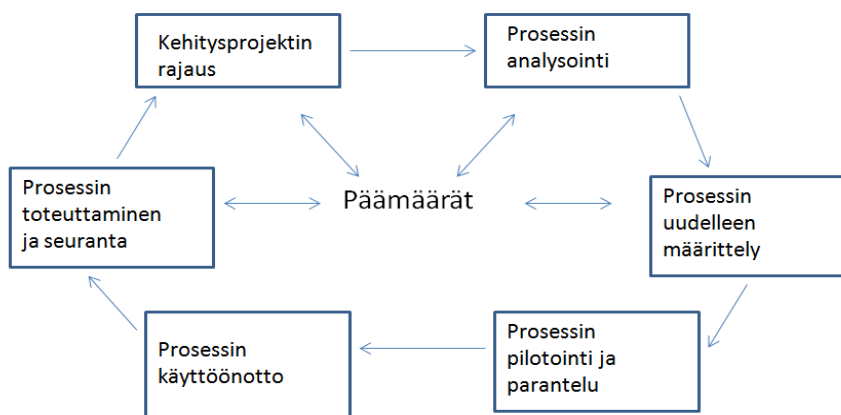 Kehitysprojektin
rajaus
Prosessin
analysointi
Prosessin
toteuttaminen
ja seuranta
Päämäärät
Prosessin
uudelleen
määrittely
Prosessin
käyttöönotto
Prosessin
pilotointi ja
parantelu